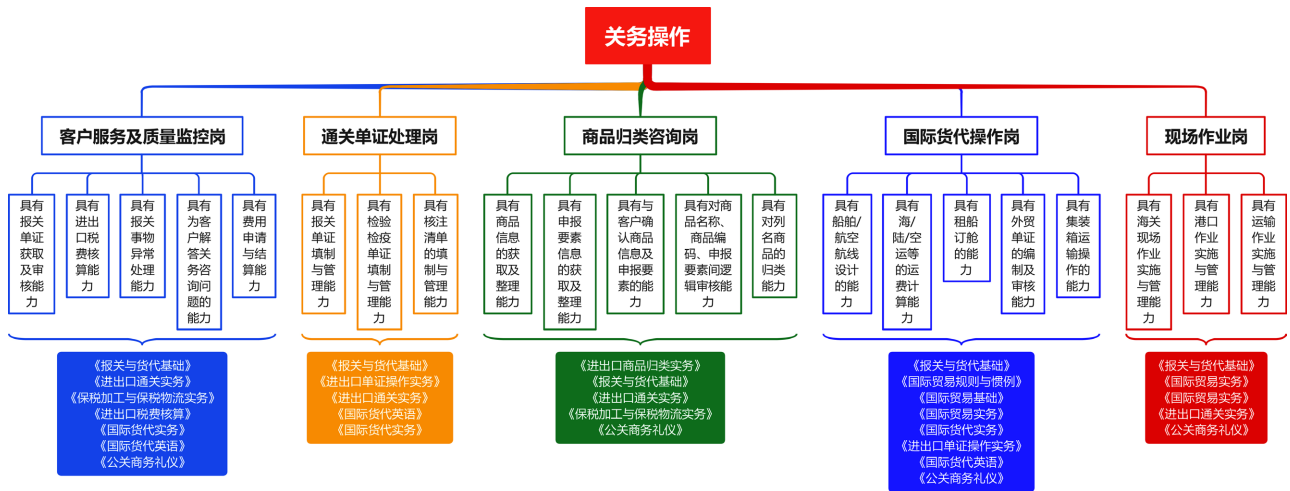 关务操作
客户服务及质量监控岗
具有
报关
单证
获取
及审
核能
力
具有
进出
口税
费核
算能
力
具有
报关
事物
异常
处理
能力
具有
为客
户解
答关
务咨
询问
题的
能力
具有
费用
申请
与结
算能
力
《报关与货代基础》
《进出口通关实务》
《保税加工与保税物流实务》
《进出口税费核算》
《国际货代实务》
《国际货代英语》
《公关商务礼仪》
通关单证处理岗
具有
报关
单证
填制
与管
理能
力
具有
检验
检疫
单证
填制
与管
理能
力
具有
核注
清单
的填
制与
管理
能力
《报关与货代基础》
《进出口单证操作实务》
《进出口通关实务》
《国际货代英语》
《国际货代实务》
商品归类咨询岗
具有
商品
信息
的获
取及
整理
能力
具有
申报
要素
信息
的获
取及
整理
能力
具有与
客户确
认商品
信息及
申报要
素的能
力
具有对商
品名称、
商品编
码、申报
要素间逻
辑审核能
力
具有
对列
名商
品的
归类
能力
《进出口商品归类实务》
《报关与货代基础》
《进出口通关实务》
《保税加工与保税物流实务》
《公关商务礼仪》
国际货代操作岗
具有
船舶/
航空
航线
设计
的能
力
具有
海/
陆/空
运等
的运
费计
算能
力
具有
租船
订舱
的能
力
具有
外贸
单证
的编
制及
审核
能力
具有
集装
箱运
输操
作的
能力
《报关与货代基础》
《国际贸易规则与惯例》
《国际贸易基础》
《国际贸易实务》
《国际货代实务》
《进出口单证操作实务》
《国际货代英语》
《公关商务礼仪》
现场作业岗
具有
海关
现场
作业
实施
与管
理能
力
具有
港口
作业
实施
与管
理能
力
具有
运输
作业
实施
与管
理能
力
《报关与货代基础》
《国际贸易实务》
《国际贸易实务》
《进出口通关实务》
《公关商务礼仪》